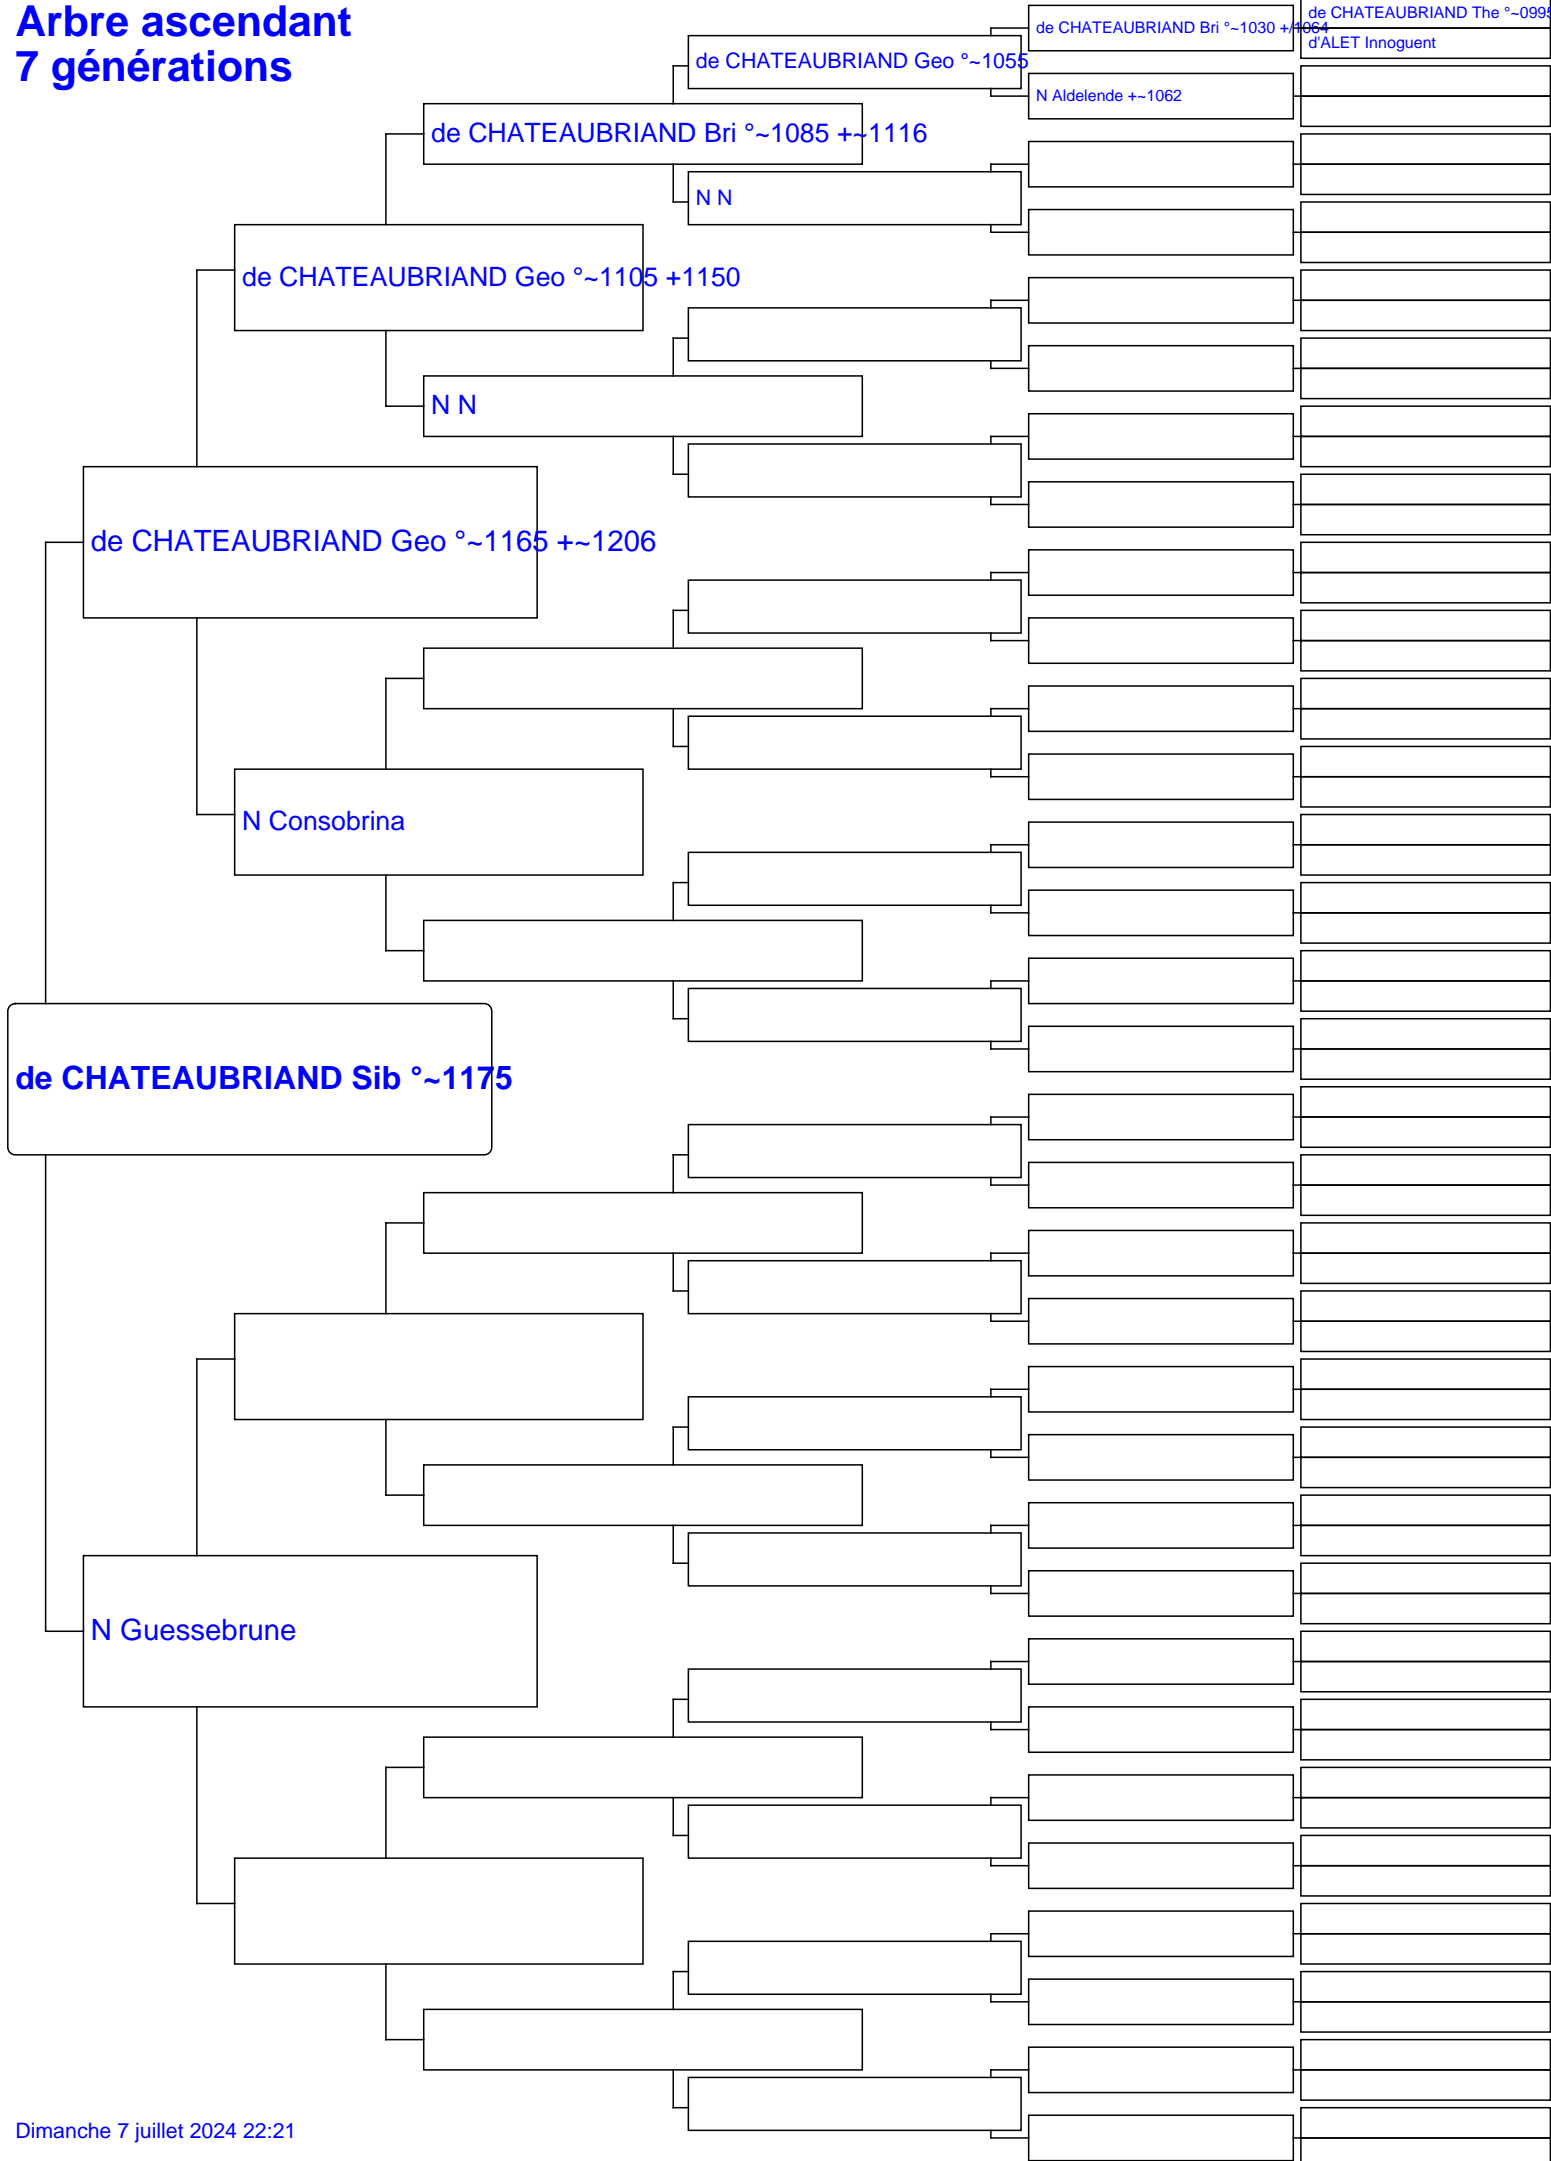 Arbre ascendant
7 générations
de CHATEAUBRIAND The °~0995
de CHATEAUBRIAND Bri °~1030 +/1064
d'ALET Innoguent
de CHATEAUBRIAND Geo °~1055
N Aldelende +~1062
de CHATEAUBRIAND Bri °~1085 +~1116
N N
de CHATEAUBRIAND Geo °~1105 +1150
N N
de CHATEAUBRIAND Geo °~1165 +~1206
N Consobrina
de CHATEAUBRIAND Sib °~1175
N Guessebrune
Dimanche 7 juillet 2024 22:21